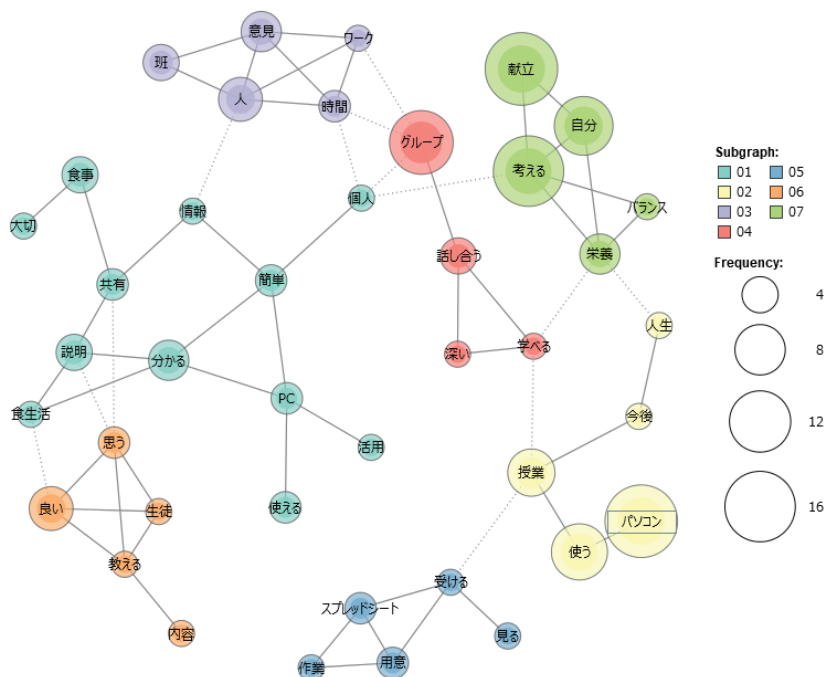 意見
ワーク
班
人
時間
献立
自分
グループ
考える
バランス
栄養
食事
大切
情報
個人
共有
簡単
話し合う
深い
学べる
人生
今後
説明
分かる
食生活
PC
活用
使える
思う
良い
生徒
教える
内容
授業
パソコン
使う
受ける
スプレッドシート
見る
作業
用意
Subgraph:
01
05
02
06
03
07
04
Frequency:
4
8
12
16